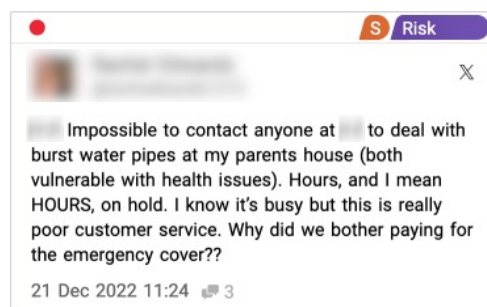 S Risk
X
Impossible to contact anyone at to deal with
burst water pipes at my parents house (both
vulnerable with health issues). Hours, and I mean
HOURS, on hold. I know it's busy but this is really
poor customer service. Why did we bother paying for
the emergency cover??
21 Dec 2022 11:24 3